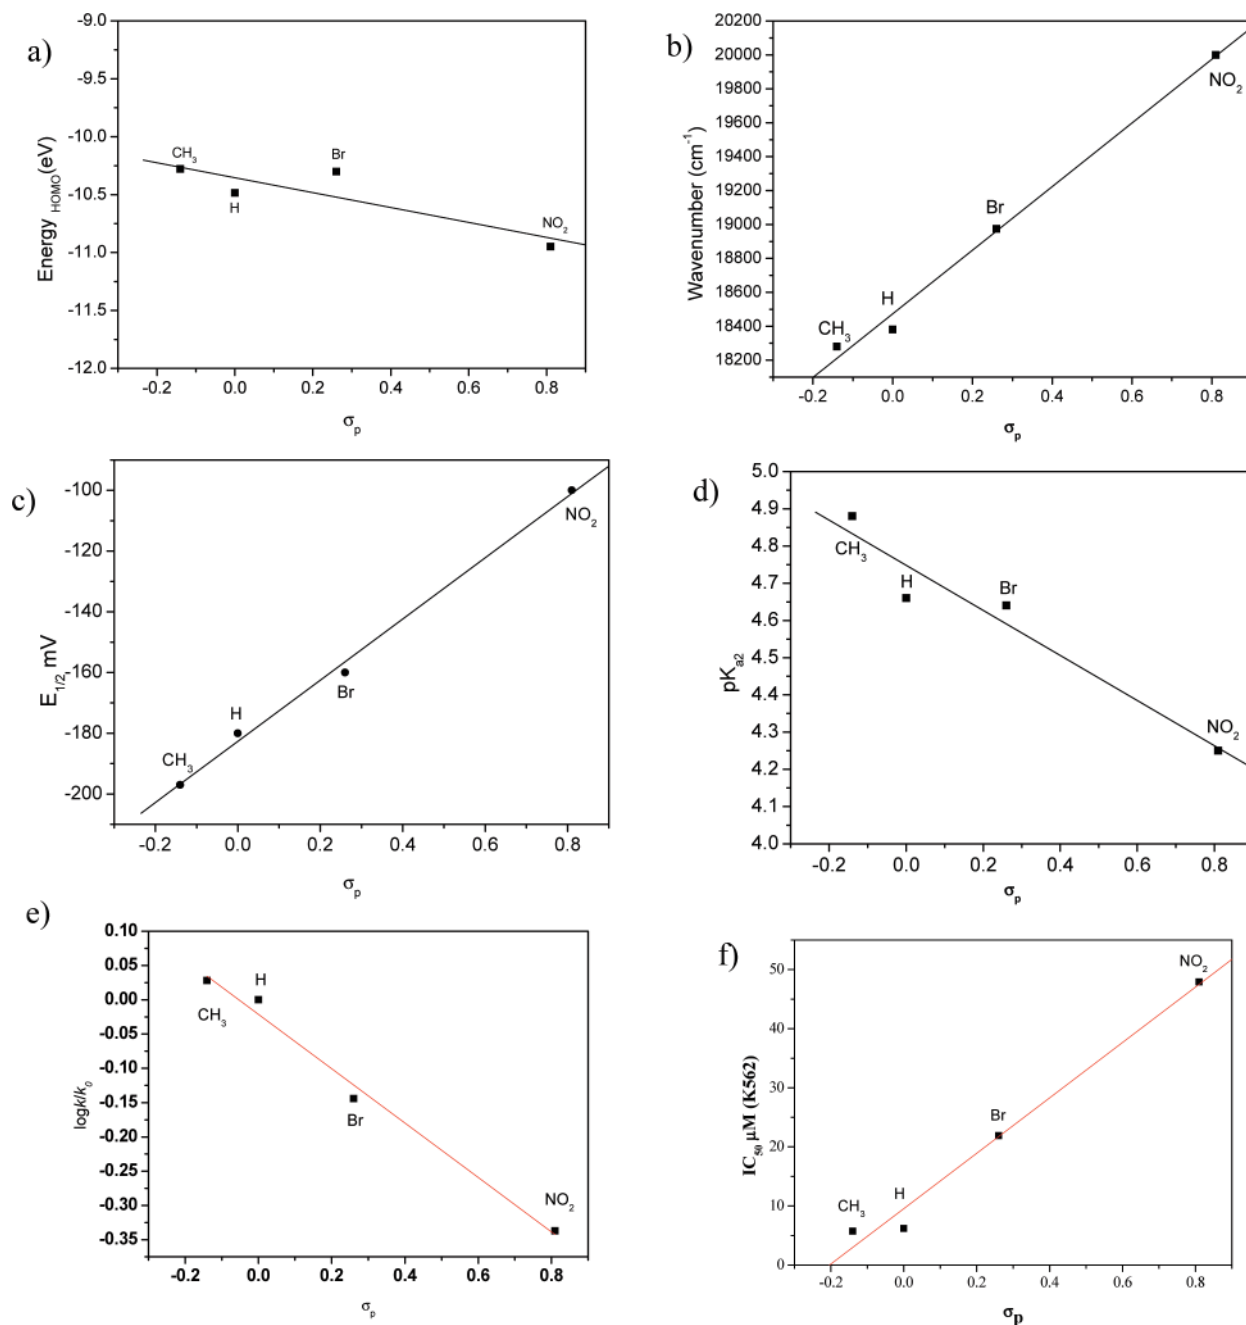 a)
Energy HOMO(eV)
-9.0
-9.5
-10.0
-10.5
-11.0
-11.5
-12.0
CH3
H
Br
NO2
-0.2 0.0 0.2 0.4 0.6 0.8
σp
b)
Wavenumber (cm-1)
20200
20000
19800
19600
19400
19200
19000
18800
18600
18400
18200
CH3
H
Br
NO2
-0.2 0.0 0.2 0.4 0.6 0.8
σp
c)
E1/2, mV
-100
-120
-140
-160
-180
-200
CH3
H
Br
NO2
-0.2 0.0 0.2 0.4 0.6 0.8
σp
d)
pKa2
5.0
4.9
4.8
4.7
4.6
4.5
4.4
4.3
4.2
4.1
4.0
CH3
H
Br
NO2
-0.2 0.0 0.2 0.4 0.6 0.8
σp
e)
logk/k0
0.10
0.05
0.00
-0.05
-0.10
-0.15
-0.20
-0.25
-0.30
-0.35
CH3
H
Br
NO2
-0.2 0.0 0.2 0.4 0.6 0.8
σp
f)
IC50 μM (K562)
50
40
30
20
10
0
CH3
H
Br
NO2
-0.2 0.0 0.2 0.4 0.6 0.8
σp